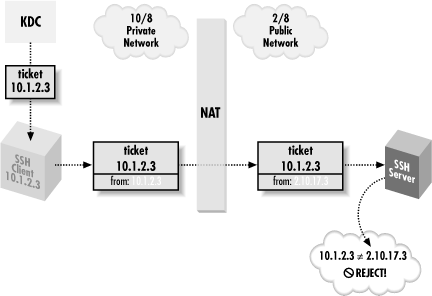 KDC
10/8
Private
Network
2/8
Public
Network
ticket
10.1.2.3
NAT
SSH
Client
10.1.2.3
ticket
10.1.2.3
from: 10.1.2.3
ticket
10.1.2.3
from: 2.10.17.3
SSH
Server
10.1.2.3 ≠ 2.10.17.3
REJECT!